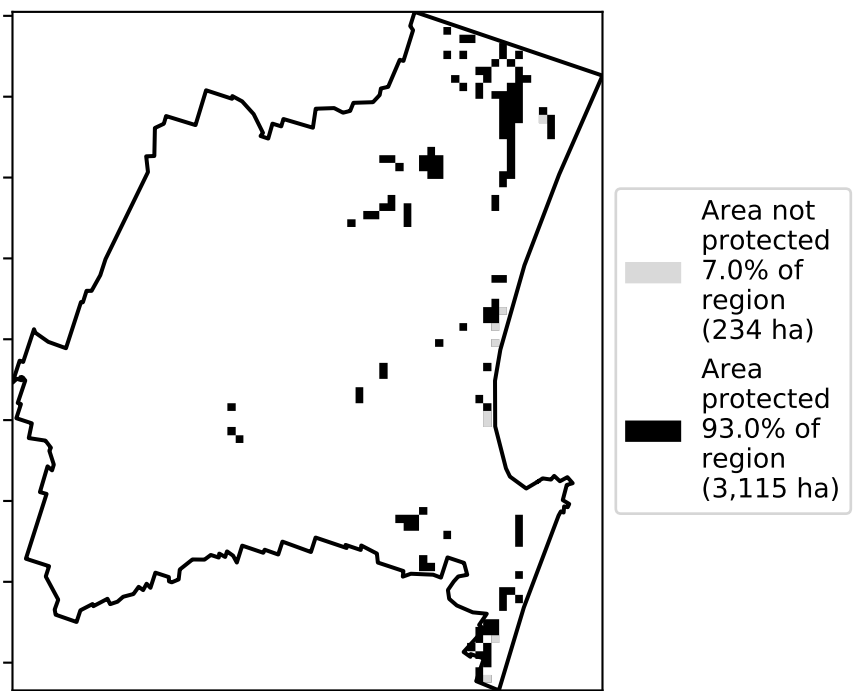 Area not
protected
7.0% of
region
(234 ha)
Area
protected
93.0% of
region
(3,115 ha)